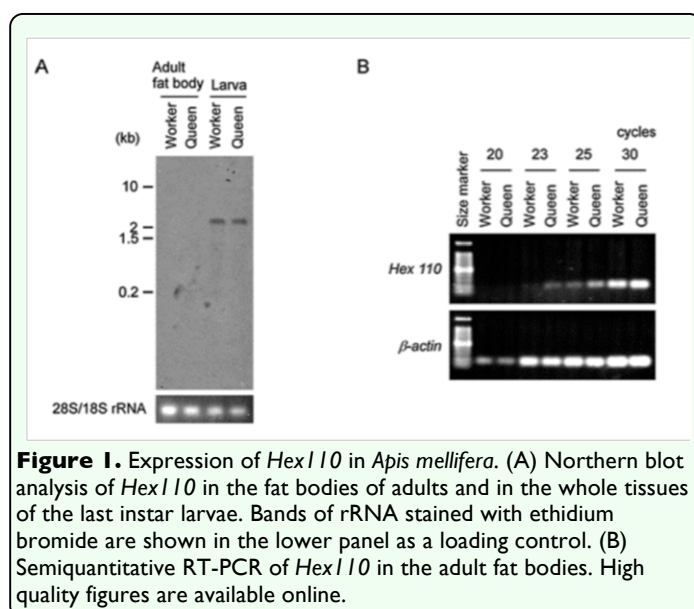 A
Adult
fat body Larva
Worker Queen Worker Queen
(kb)
10
2
1.5
0.2
28S/18S rRNA
B
cycles
20 23 25 30
Size marker Worker Queen Worker Queen Worker Queen Worker Queen
Hex 110
β-actin
Figure 1. Expression of Hex110 in Apis mellifera. (A) Northern blot
analysis of Hex110 in the fat bodies of adults and in the whole tissues
of the last instar larvae. Bands of rRNA stained with ethidium
bromide are shown in the lower panel as a loading control. (B)
Semiquantitative RT-PCR of Hex110 in the adult fat bodies. High
quality figures are available online.